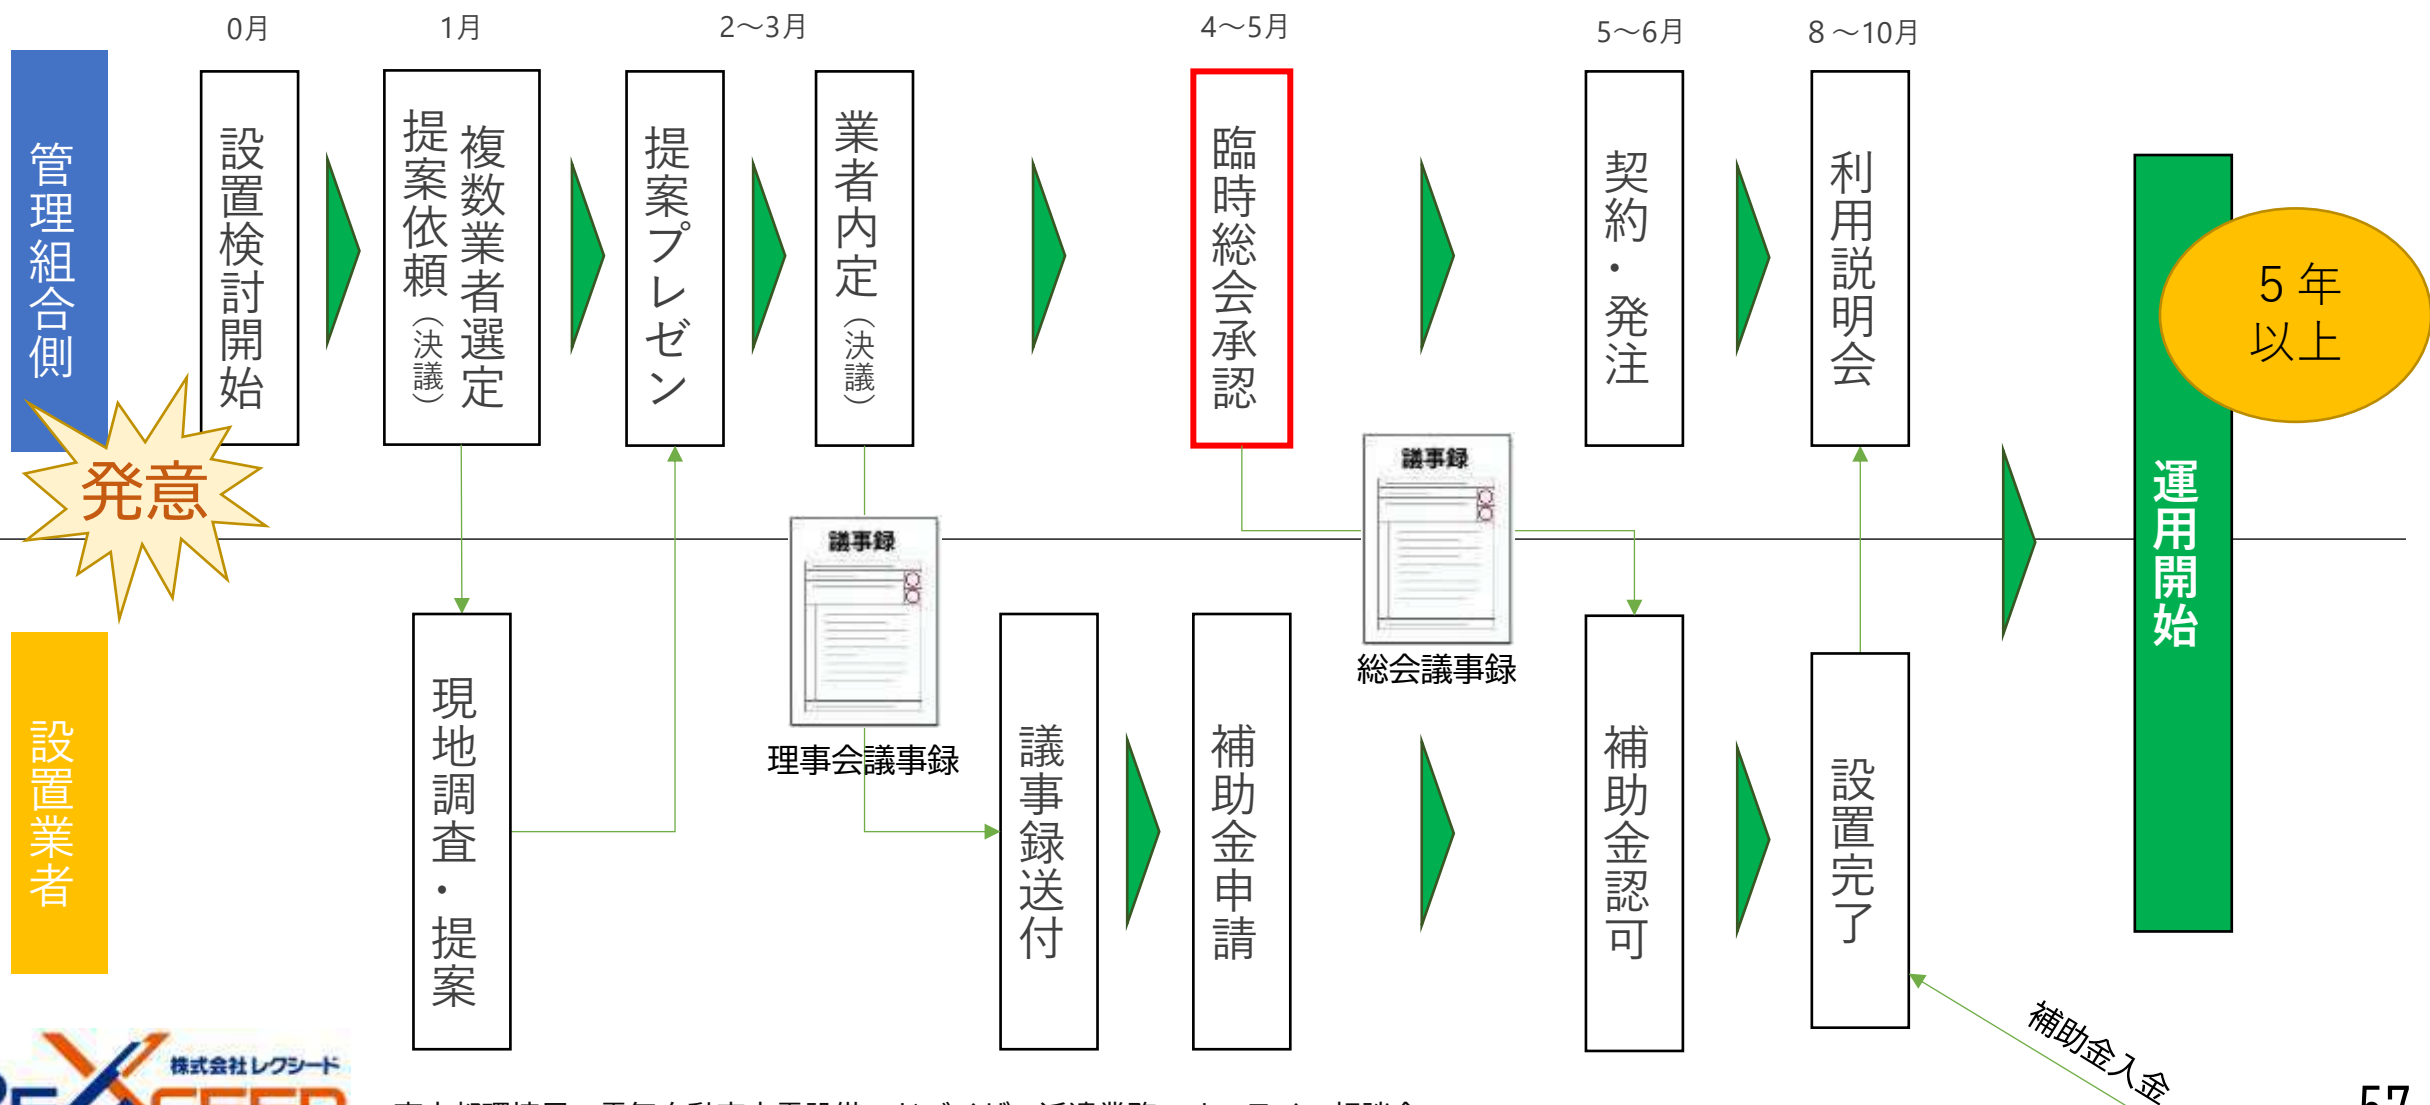 0月
1月
2～3月
4～5月
5～6月
8～10月
管理組合側
設置検討開始
複数業者選定
提案依頼（決議）
提案プレゼン
業者内定（決議）
臨時総会承認
契約・発注
利用説明会
5年
以上
運用開始
発意
議事録
理事会議事録
議事録
総会議事録
設置業者
現地調査・提案
議事録送付
補助金申請
補助金認可
設置完了
補助金入金
株式会社レクシード
57